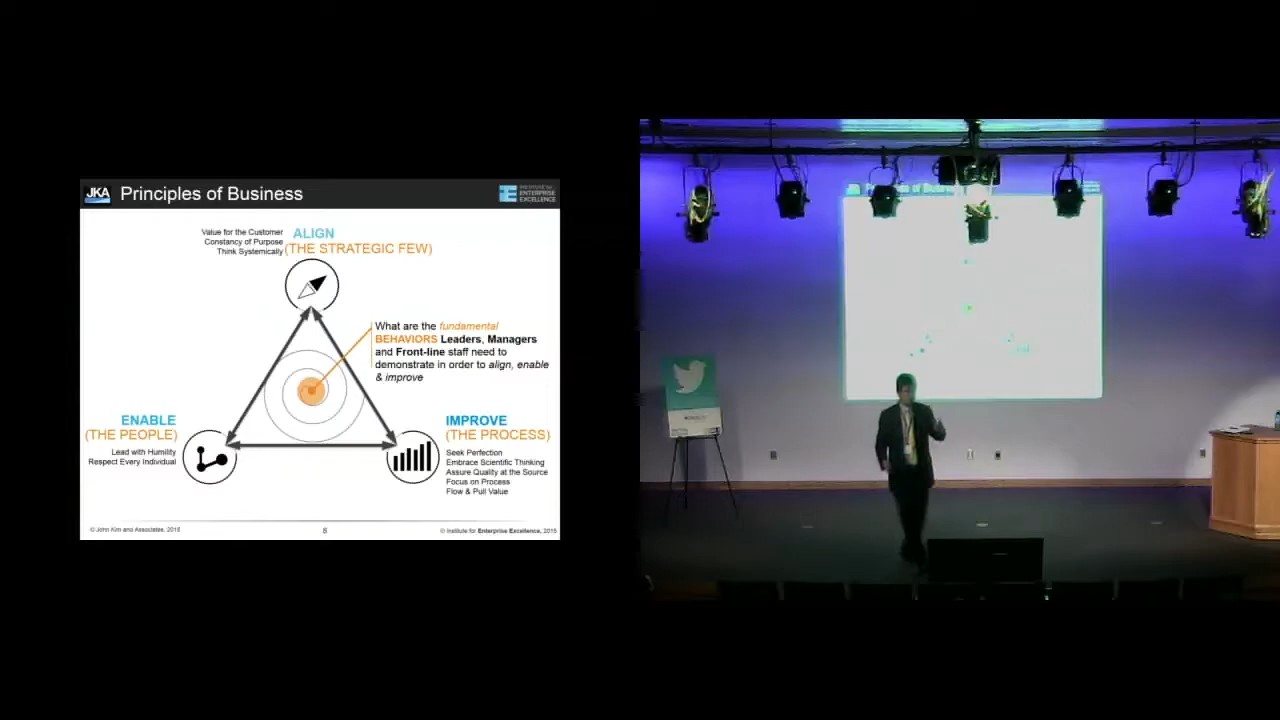 JKA
Principles of Business
INSTITUTE for
ENTERPRISE
EXCELLENCE
Value for the Customer
Constancy of Purpose
Think Systemically
ALIGN
(THE STRATEGIC FEW)
What are the fundamental
BEHAVIORS Leaders, Managers
and Front-line staff need to
demonstrate in order to align, enable
& improve
ENABLE
(THE PEOPLE)
Lead with Humility
Respect Every Individual
IMPROVE
(THE PROCESS)
Seek Perfection
Embrace Scientific Thinking
Assure Quality at the Source
Focus on Process
Flow & Pull Value
© John Kim and Associates, 2015
© Institute for Enterprise Excellence, 2015
Principles of Business